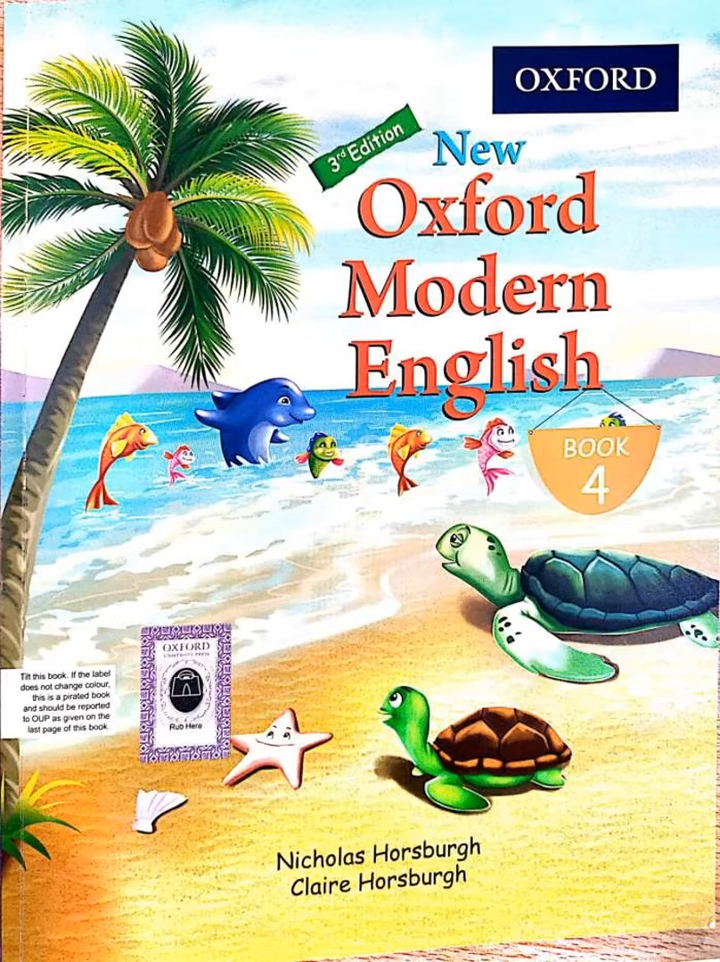 OXFORD
3rd Edition
New
Oxford
Modern
English
BOOK
4
OXFORD
UNIVERSITY PRESS
Rub Here
Tilt this book. If the label
does not change colour,
this is a pirated book
and should be reported
to OUP as given on the
last page of this book.
Nicholas Horsburgh
Claire Horsburgh